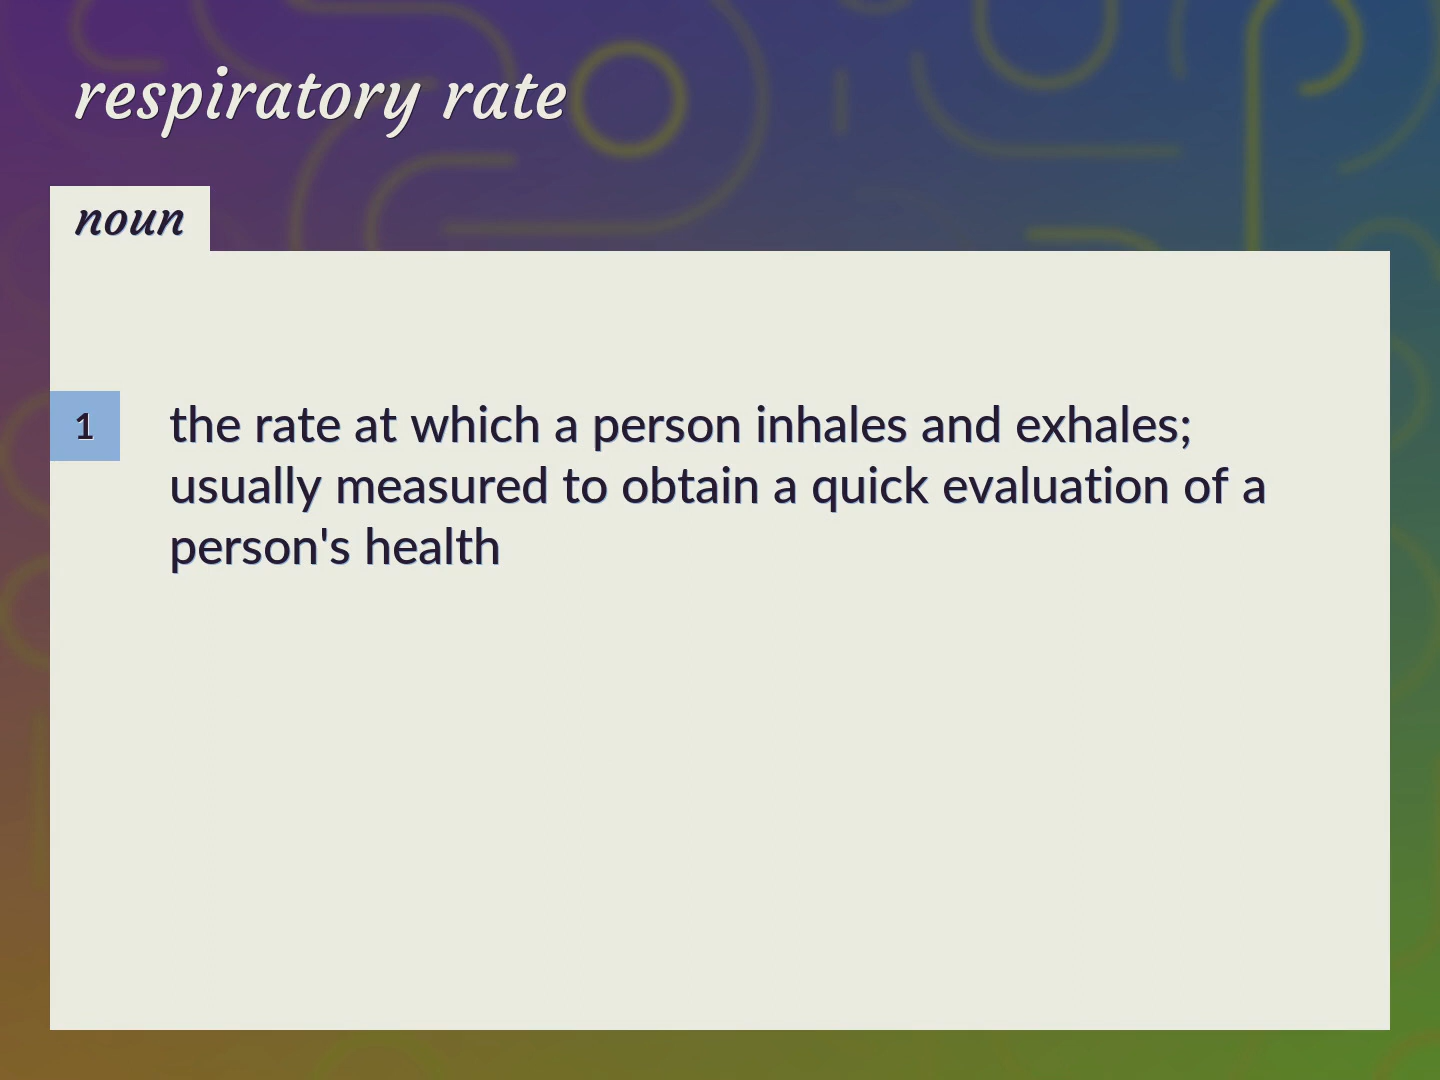 respiratory rate
noun
1
the rate at which a person inhales and exhales;
usually measured to obtain a quick evaluation of a
person's health